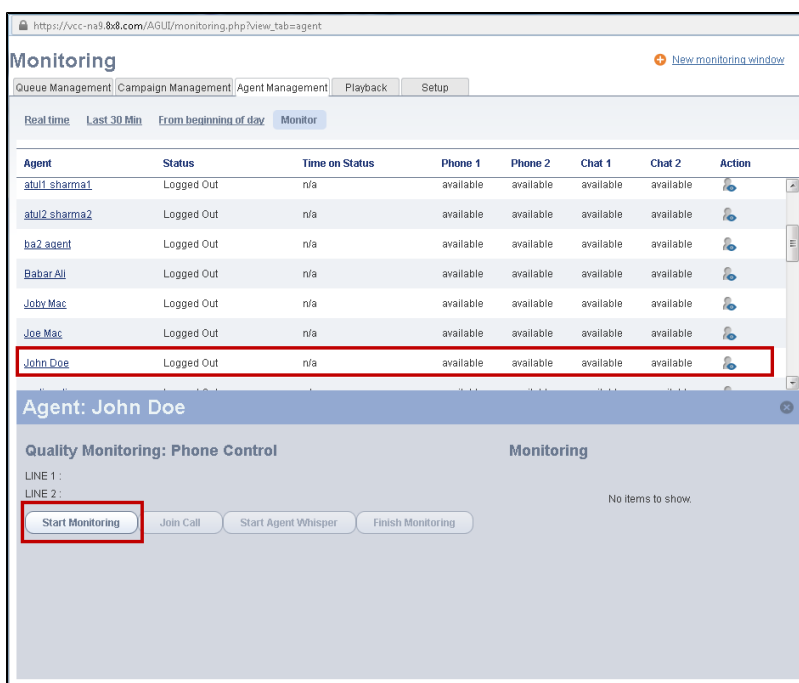 https://vcc-na9.8x8.com/AGUI/monitoring.php?view_tab=agent
Monitoring
New monitoring window
Queue Management Campaign Management Agent Management Playback Setup
Real time Last 30 Min From beginning of day Monitor
Agent Status Time on Status Phone 1 Phone 2 Chat 1 Chat 2 Action
atul1 sharma1 Logged Out n/a available available available available
atul2 sharma2 Logged Out n/a available available available available
ba2 agent Logged Out n/a available available available available
Babar Ali Logged Out n/a available available available available
Joby Mac Logged Out n/a available available available available
Joe Mac Logged Out n/a available available available available
John Doe Logged Out n/a available available available available
Agent: John Doe
Quality Monitoring: Phone Control Monitoring
LINE 1 :
LINE 2 :
No items to show.
Start Monitoring Join Call Start Agent Whisper Finish Monitoring